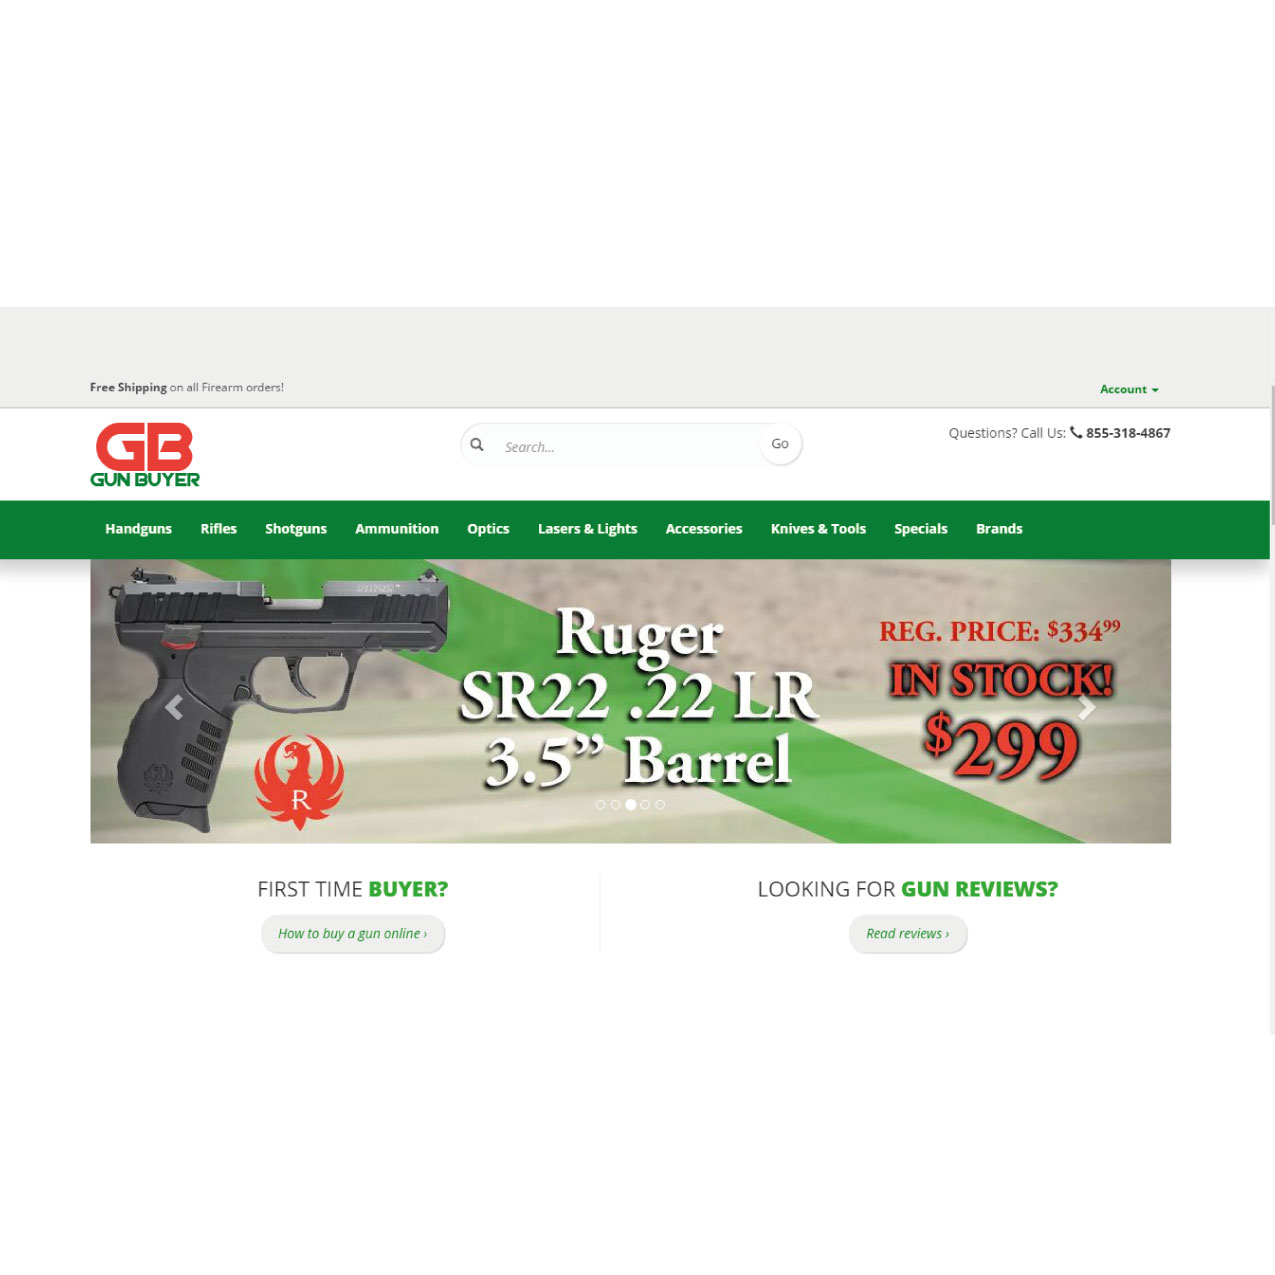 Free Shipping on all Firearm orders!
Account
GB
GUN BUYER
Search...
Go
Questions? Call Us: 855-318-4867
Handguns Rifles Shotguns Ammunition Optics Lasers & Lights Accessories Knives & Tools Specials Brands
Ruger
SR22 .22 LR
3.5” Barrel
R
REG. PRICE: $334⁹⁹
IN STOCK!
$299
FIRST TIME BUYER?
How to buy a gun online ›
LOOKING FOR GUN REVIEWS?
Read reviews ›